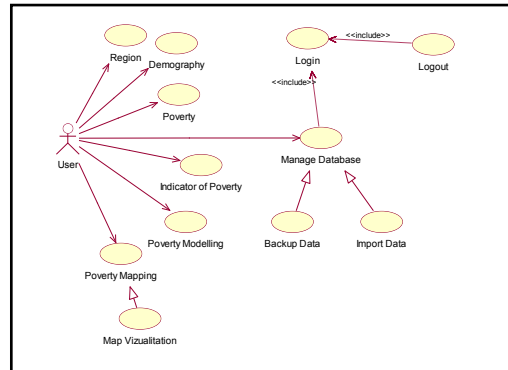 Region
Demography
Poverty
User
Indicator of Poverty
Poverty Modelling
Poverty Mapping
Map Vizualitation
Login
<<include>>
Logout
<<include>>
Manage Database
Backup Data
Import Data